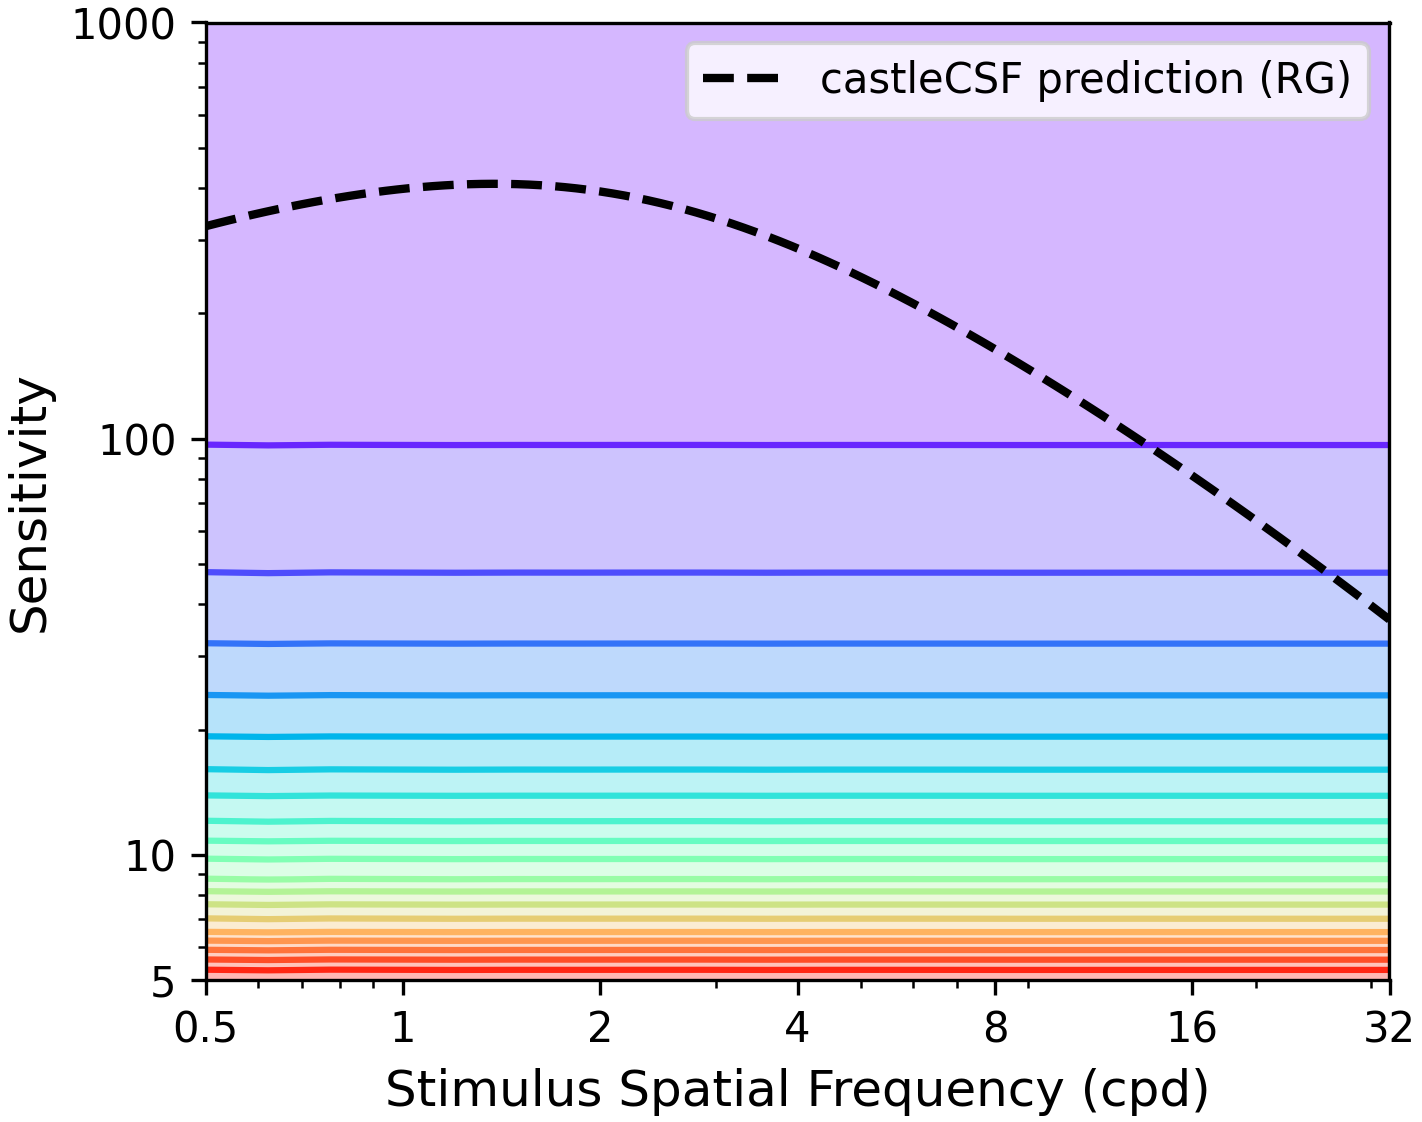 1000
100
10
5
Sensitivity
castleCSF prediction (RG)
0.5 1 2 4 8 16 32
Stimulus Spatial Frequency (cpd)